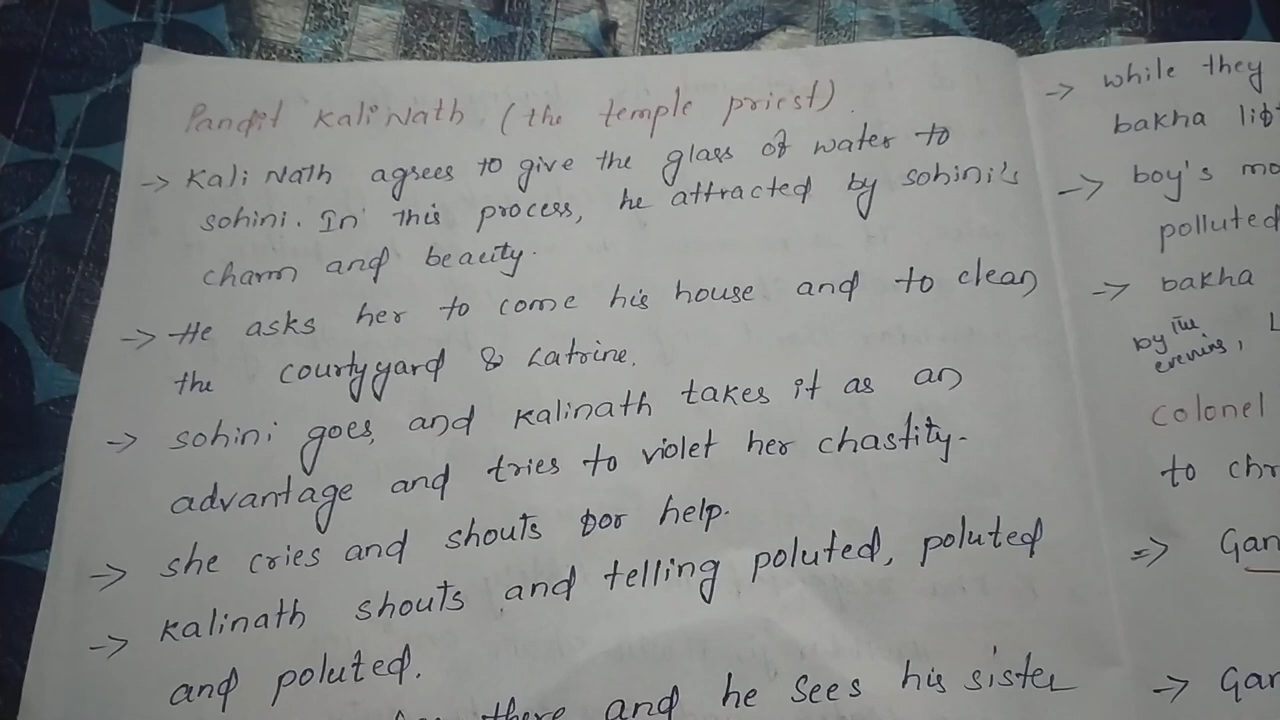 Pandit Kali Nath (the temple priest).
-> Kali Nath agrees to give the glass of water to
sohini. In this process, he attracted by sohini's
charm and beauty.
-> He asks her to come his house and to clean
the courtyyard & Latrine.
-> sohini goes, and Kalinath takes it as an
advantage and tries to violet her chastity.
-> she cries and shouts for help.
-> Kalinath shouts and telling poluted, poluted
and poluted.
there and he sees his sister
-> while they
bakha
-> boy's
polluted
-> bakha
by the
evening,
colonel
to
=>
->